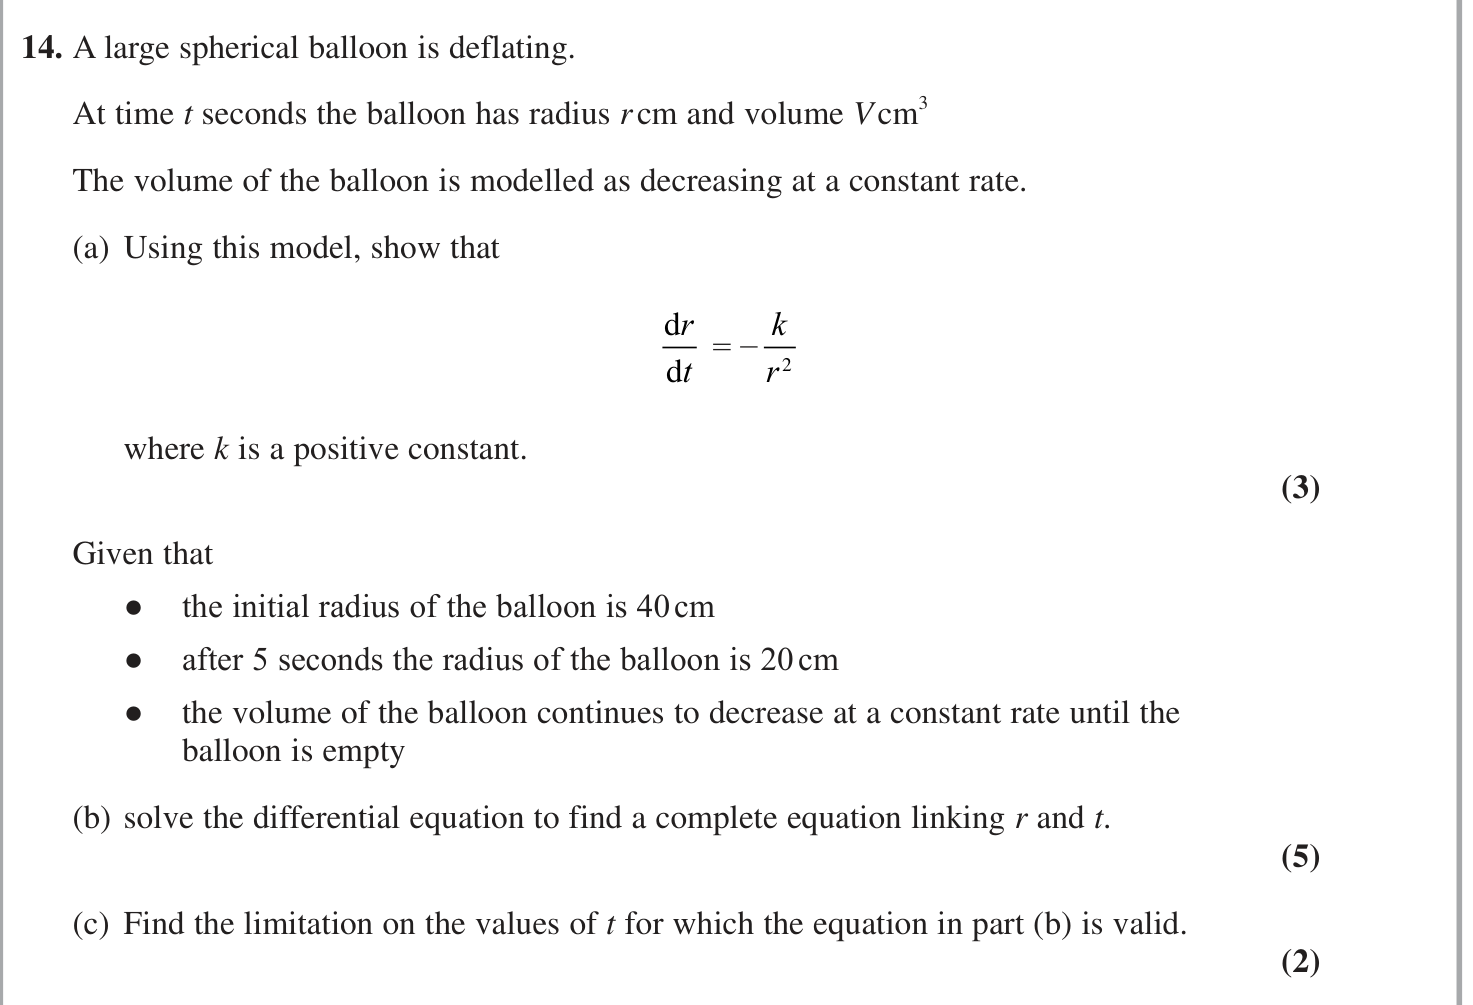 14. A large spherical balloon is deflating.
At time t seconds the balloon has radius r cm and volume V cm³
The volume of the balloon is modelled as decreasing at a constant rate.
(a) Using this model, show that
dr/dt = −k/r²
where k is a positive constant.
(3)
Given that
● the initial radius of the balloon is 40 cm
● after 5 seconds the radius of the balloon is 20 cm
● the volume of the balloon continues to decrease at a constant rate until the
balloon is empty
(b) solve the differential equation to find a complete equation linking r and t.
(5)
(c) Find the limitation on the values of t for which the equation in part (b) is valid.
(2)